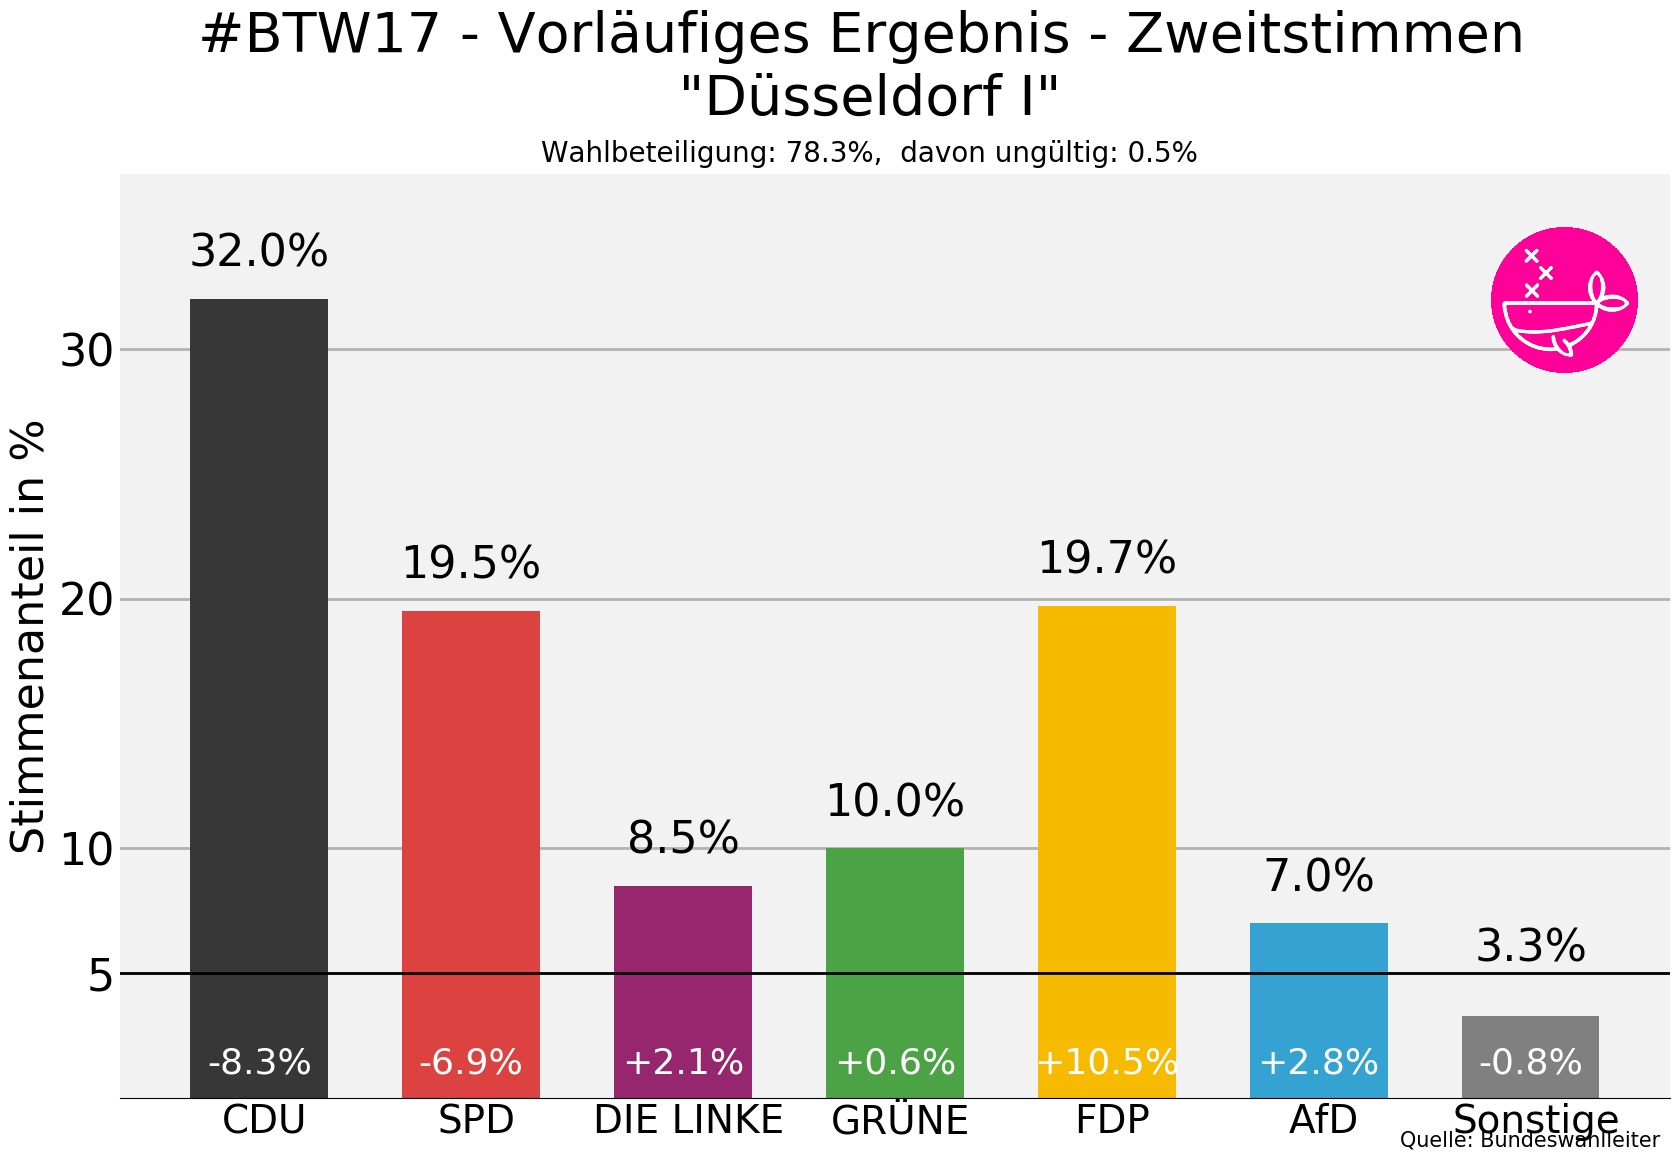 #BTW17 - Vorläufiges Ergebnis - Zweitstimmen
"Düsseldorf I"
Wahlbeteiligung: 78.3%, davon ungültig: 0.5%
Stimmenanteil in %
30
20
10
5
32.0%
19.5%
8.5%
10.0%
19.7%
7.0%
3.3%
-8.3%
-6.9%
+2.1%
+0.6%
+10.5%
+2.8%
-0.8%
CDU
SPD
DIE LINKE
GRÜNE
FDP
AfD
Sonstige
Quelle: Bundeswahlleiter